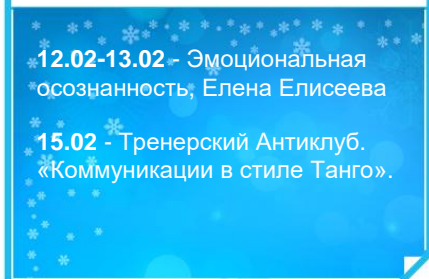 12.02-13.02 - Эмоциональная
осознанность, Елена Елисеева
15.02 - Тренерский Антиклуб.
«Коммуникации в стиле Танго».